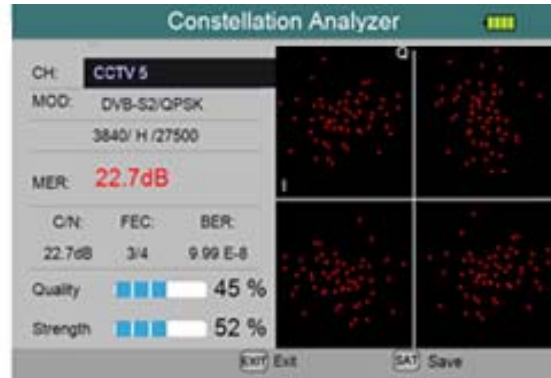 Constellation Analyzer
CH: CCTV 5
MOD: DVB-S2/QPSK
3840/ H /27500
MER: 22.7dB
C/N: FEC: BER:
22.7dB 3/4 9.99 E-8
Quality 45 %
Strength 52 %
Q
I
EXIT Exit SAT Save